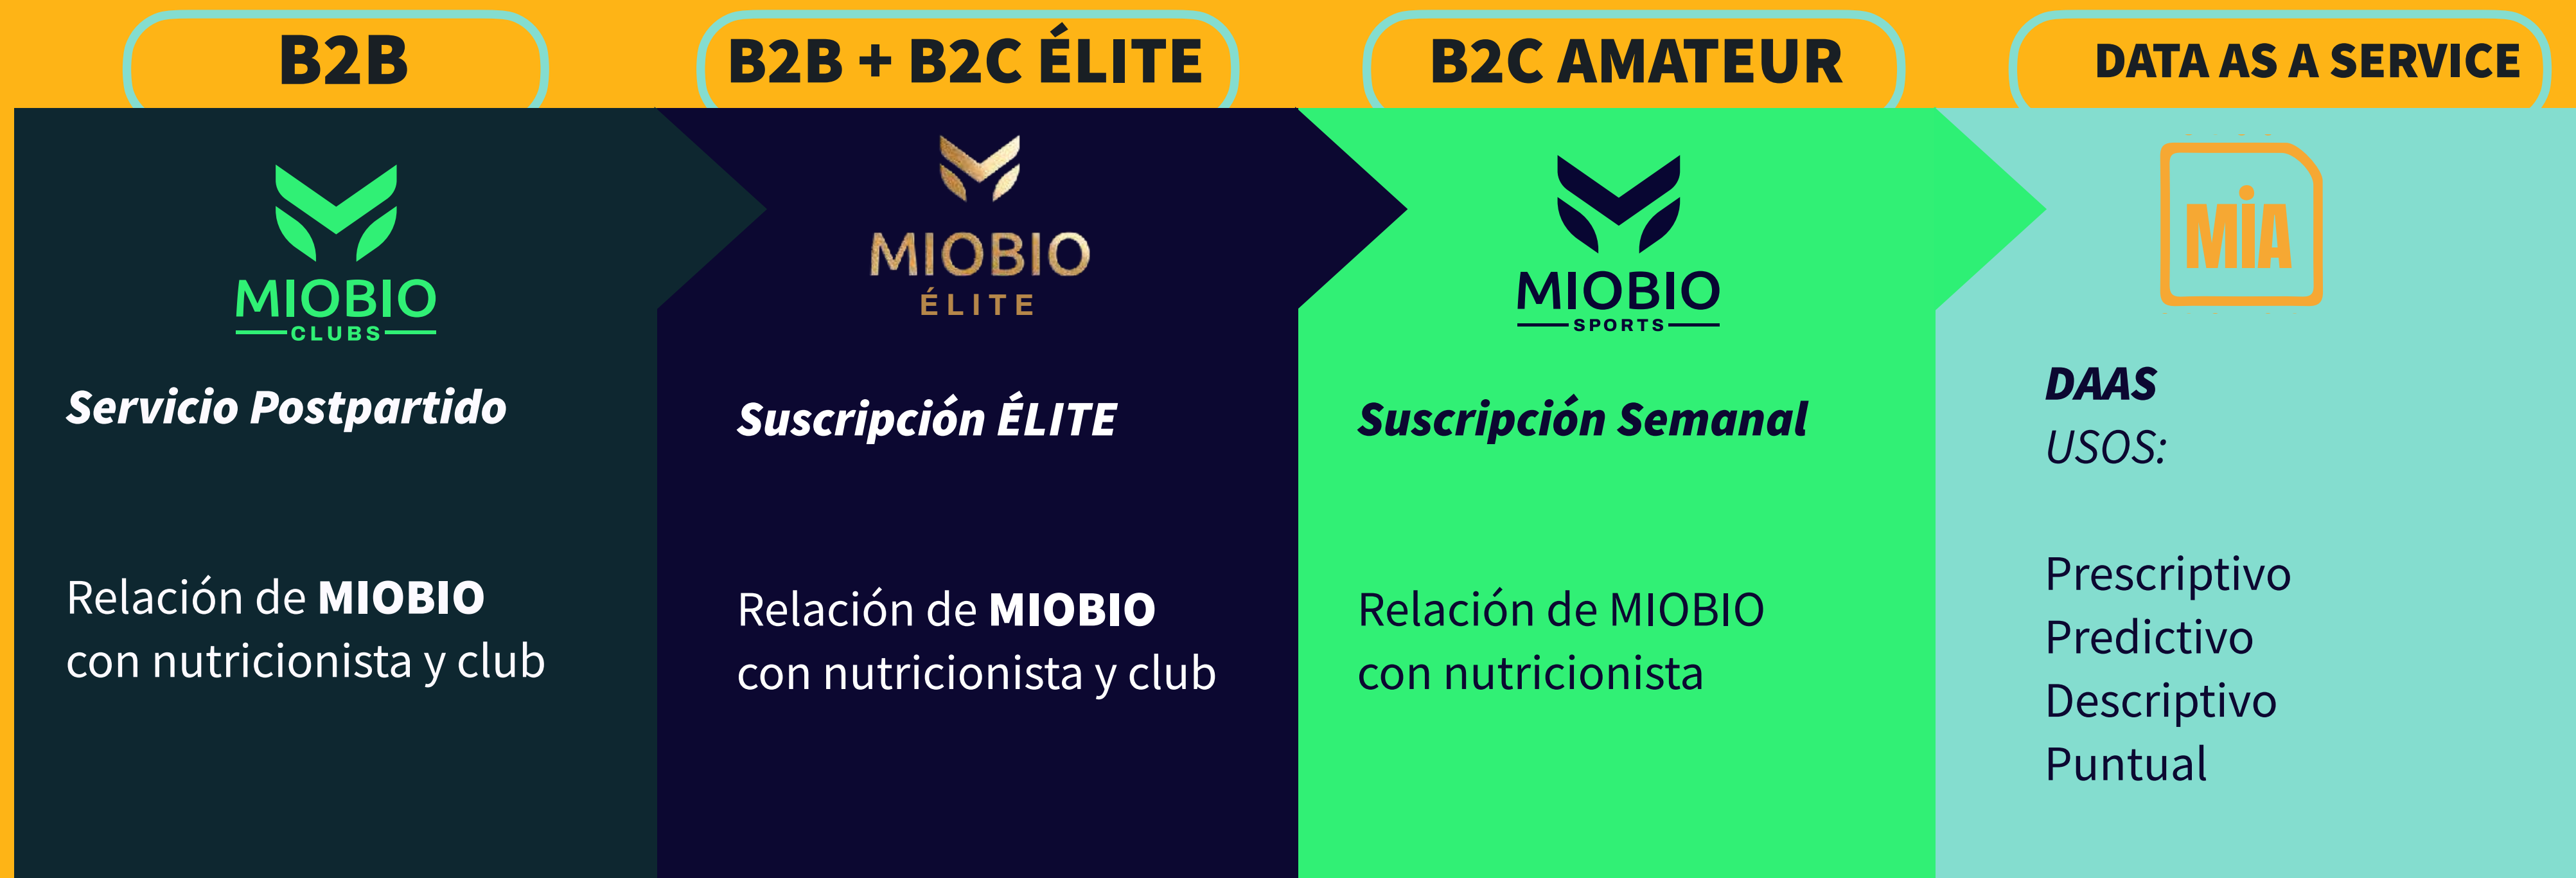 B2B
B2B + B2C ÉLITE
B2C AMATEUR
DATA AS A SERVICE
MIOBIO
CLUBS
Servicio Postpartido
Relación de MIOBIO
con nutricionista y club
MIOBIO
ÉLITE
Suscripción ÉLITE
Relación de MIOBIO
con nutricionista y club
MIOBIO
SPORTS
Suscripción Semanal
Relación de MIOBIO
con nutricionista
MiA
DAAS
USOS:
Prescriptivo
Predictivo
Descriptivo
Puntual